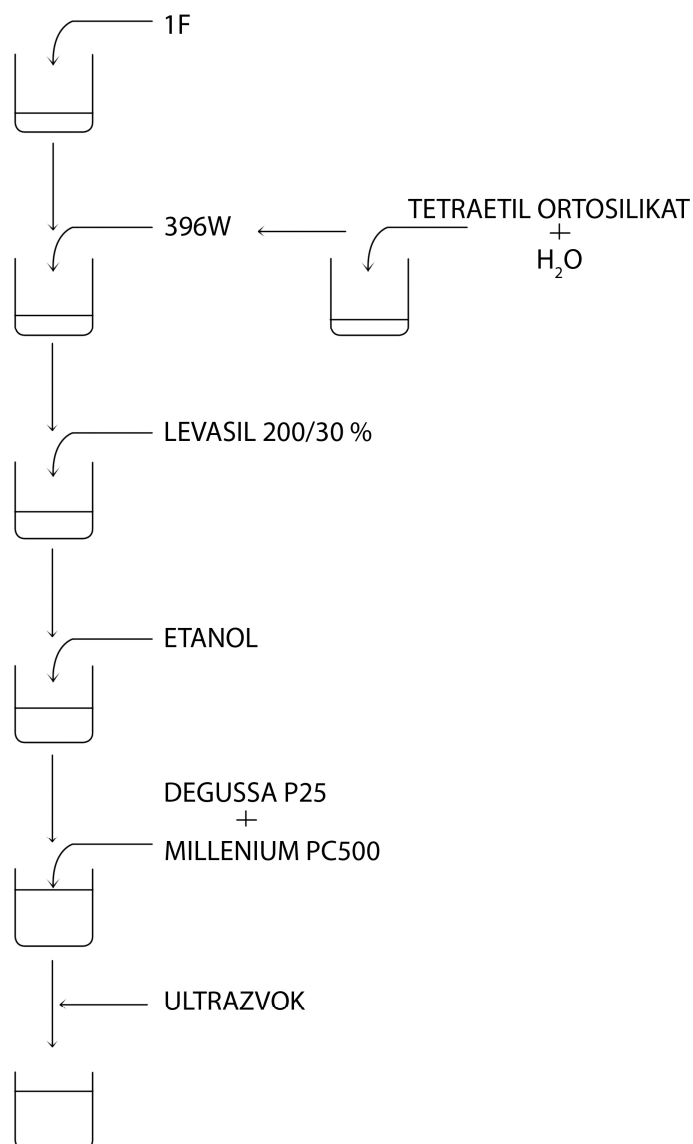 1F
TETRAETIL ORTOSILIKAT
+
H₂O
396W
LEVASIL 200/30 %
ETANOL
DEGUSSA P25
+
MILLENIUM PC500
ULTRAZVOK